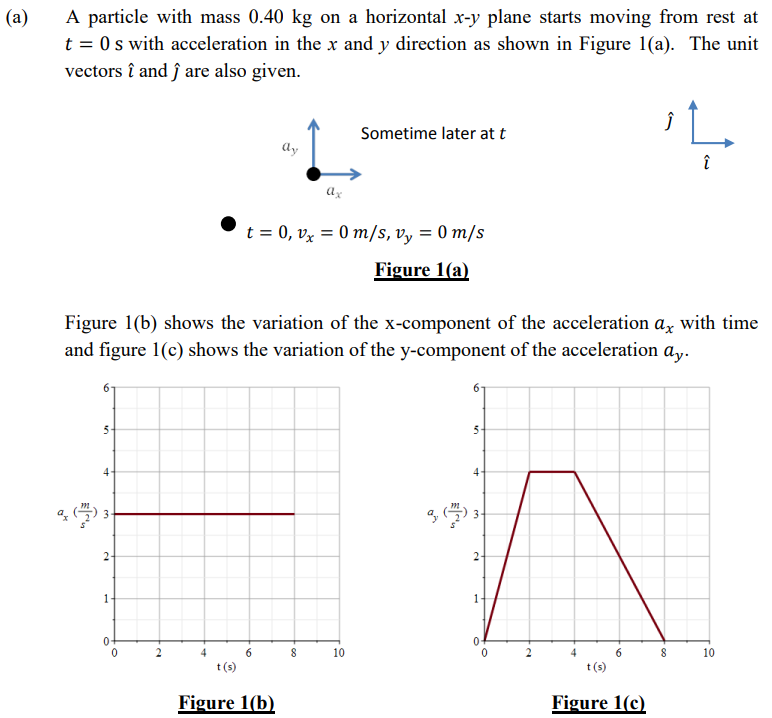 (a) A particle with mass 0.40 kg on a horizontal x-y plane starts moving from rest at
t = 0 s with acceleration in the x and y direction as shown in Figure 1(a). The unit
vectors î and ĵ are also given.
Sometime later at t
ĵ
a_y
î
a_x
t = 0, v_x = 0 m/s, v_y = 0 m/s
Figure 1(a)
Figure 1(b) shows the variation of the x-component of the acceleration a_x with time
and figure 1(c) shows the variation of the y-component of the acceleration a_y.
6
5
4
a_x (m/s²) 3
2
1
0
0 2 4 6 8 10
t (s)
Figure 1(b)
6
5
4
a_y (m/s²) 3
2
1
0
0 2 4 6 8 10
t (s)
Figure 1(c)